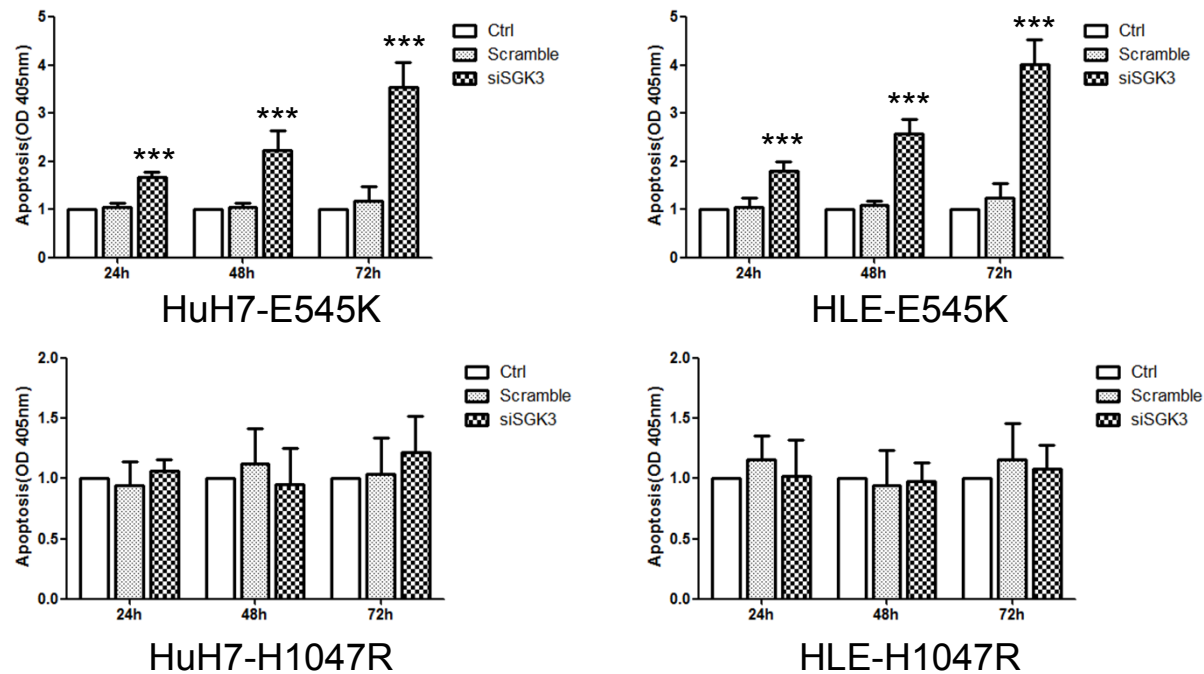 Apoptosis(OD 405nm)
5
4
3
2
1
0
***
***
***
24h
48h
72h
Ctrl
Scramble
siSGK3
HuH7-E545K
Apoptosis(OD 405nm)
5
4
3
2
1
0
***
***
***
24h
48h
72h
Ctrl
Scramble
siSGK3
HLE-E545K
Apoptosis(OD 405nm)
2.0
1.5
1.0
0.5
0.0
24h
48h
72h
Ctrl
Scramble
siSGK3
HuH7-H1047R
Apoptosis(OD 405nm)
2.0
1.5
1.0
0.5
0.0
24h
48h
72h
Ctrl
Scramble
siSGK3
HLE-H1047R